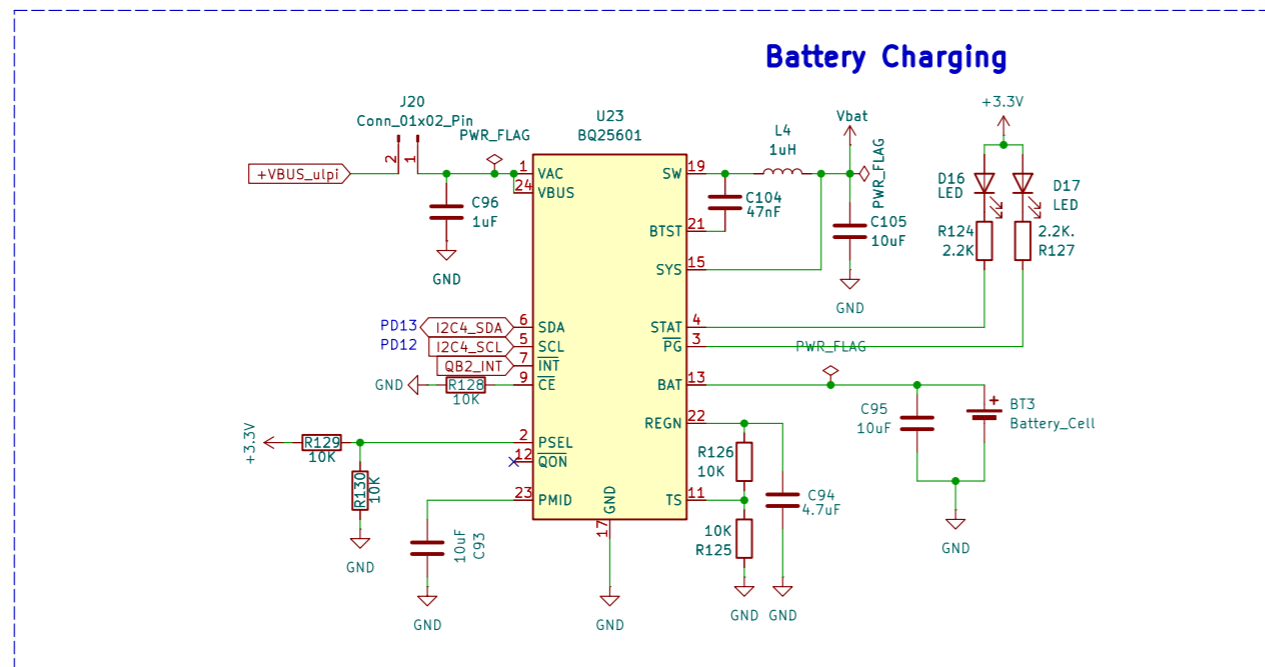 Battery Charging
J20
Conn_01x02_Pin
PWR_FLAG
2
1
+VBUS_ulpi
C96
1uF
GND
U23
BQ25601
1
VAC
24
VBUS
6
SDA
5
SCL
7
INT
9
CE
2
PSEL
12
QON
23
PMID
GND
17
GND
SW
19
BTST
21
SYS
15
STAT
4
PG
3
BAT
13
REGN
22
TS
11
PD13
I2C4_SDA
PD12
I2C4_SCL
QB2_INT
GND
R128
10K
+3.3V
R129
10K
R130
10K
GND
10uF
C93
GND
L4
1uH
Vbat
PWR_FLAG
C104
47nF
C105
10uF
GND
+3.3V
D16
LED
D17
LED
R124
2.2K
2.2K.
R127
PWR_FLAG
C95
10uF
+
BT3
Battery_Cell
GND
R126
10K
10K
R125
GND
C94
4.7uF
GND